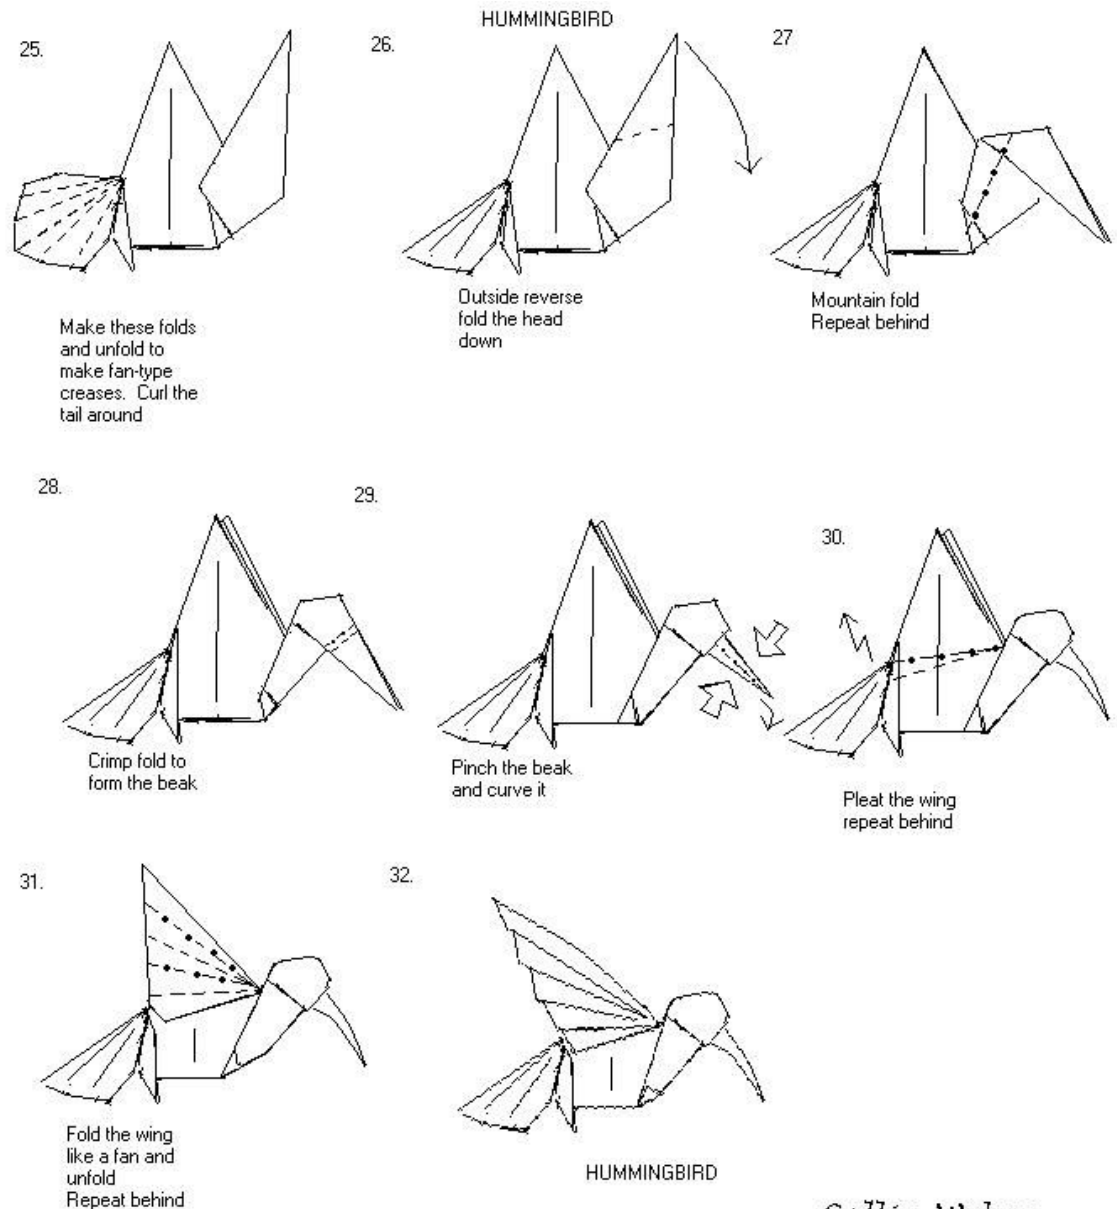 HUMMINGBIRD
25.
Make these folds
and unfold to
make fan-type
creases. Curl the
tail around
26.
Outside reverse
fold the head
down
27
Mountain fold
Repeat behind
28.
Crimp fold to
form the beak
29.
Pinch the beak
and curve it
30.
Pleat the wing
repeat behind
31.
Fold the wing
like a fan and
unfold
Repeat behind
32.
HUMMINGBIRD